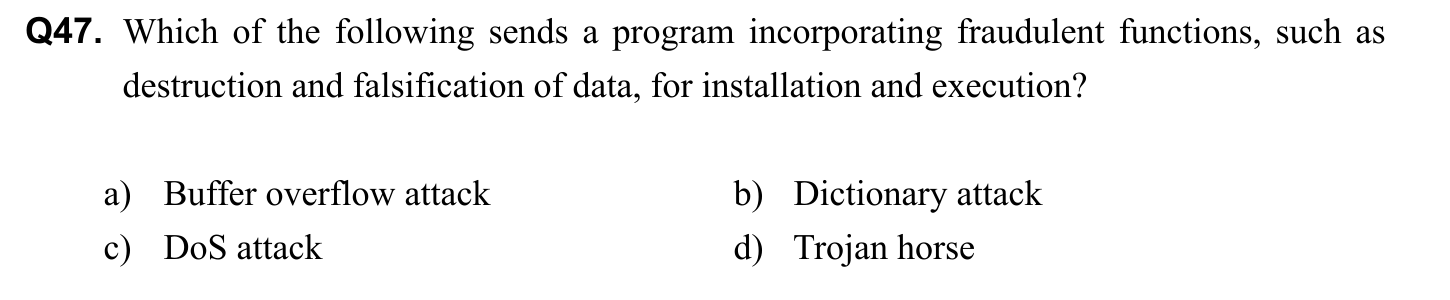 Q47. Which of the following sends a program incorporating fraudulent functions, such as
destruction and falsification of data, for installation and execution?
a) Buffer overflow attack b) Dictionary attack
c) DoS attack d) Trojan horse